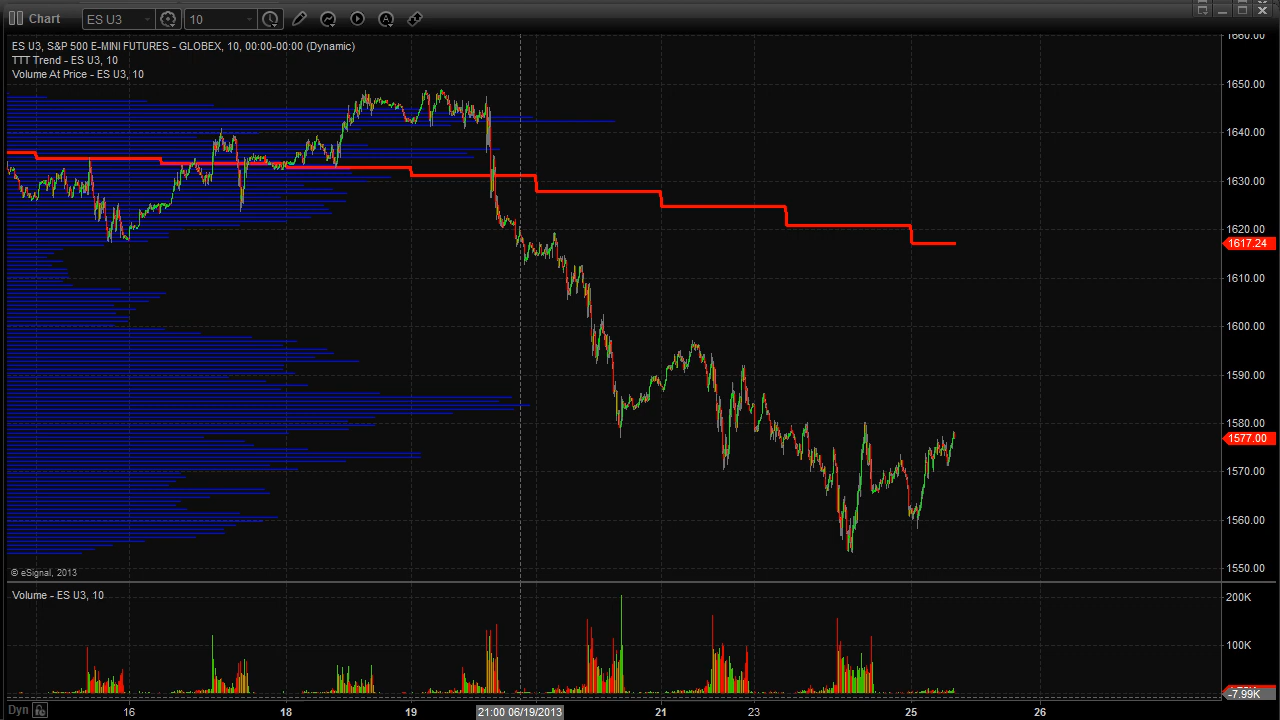 Chart ES U3 10
ES U3, S&P 500 E-MINI FUTURES - GLOBEX, 10, 00:00-00:00 (Dynamic)
TTT Trend - ES U3, 10
Volume At Price - ES U3, 10
1660.00
1650.00
1640.00
1630.00
1620.00
1617.24
1610.00
1600.00
1590.00
1580.00
1577.00
1570.00
1560.00
1550.00
© eSignal, 2013
Volume - ES U3, 10
200K
100K
-7.99K
Dyn 16 18 19 21:00 06/19/2013 21 23 25 26